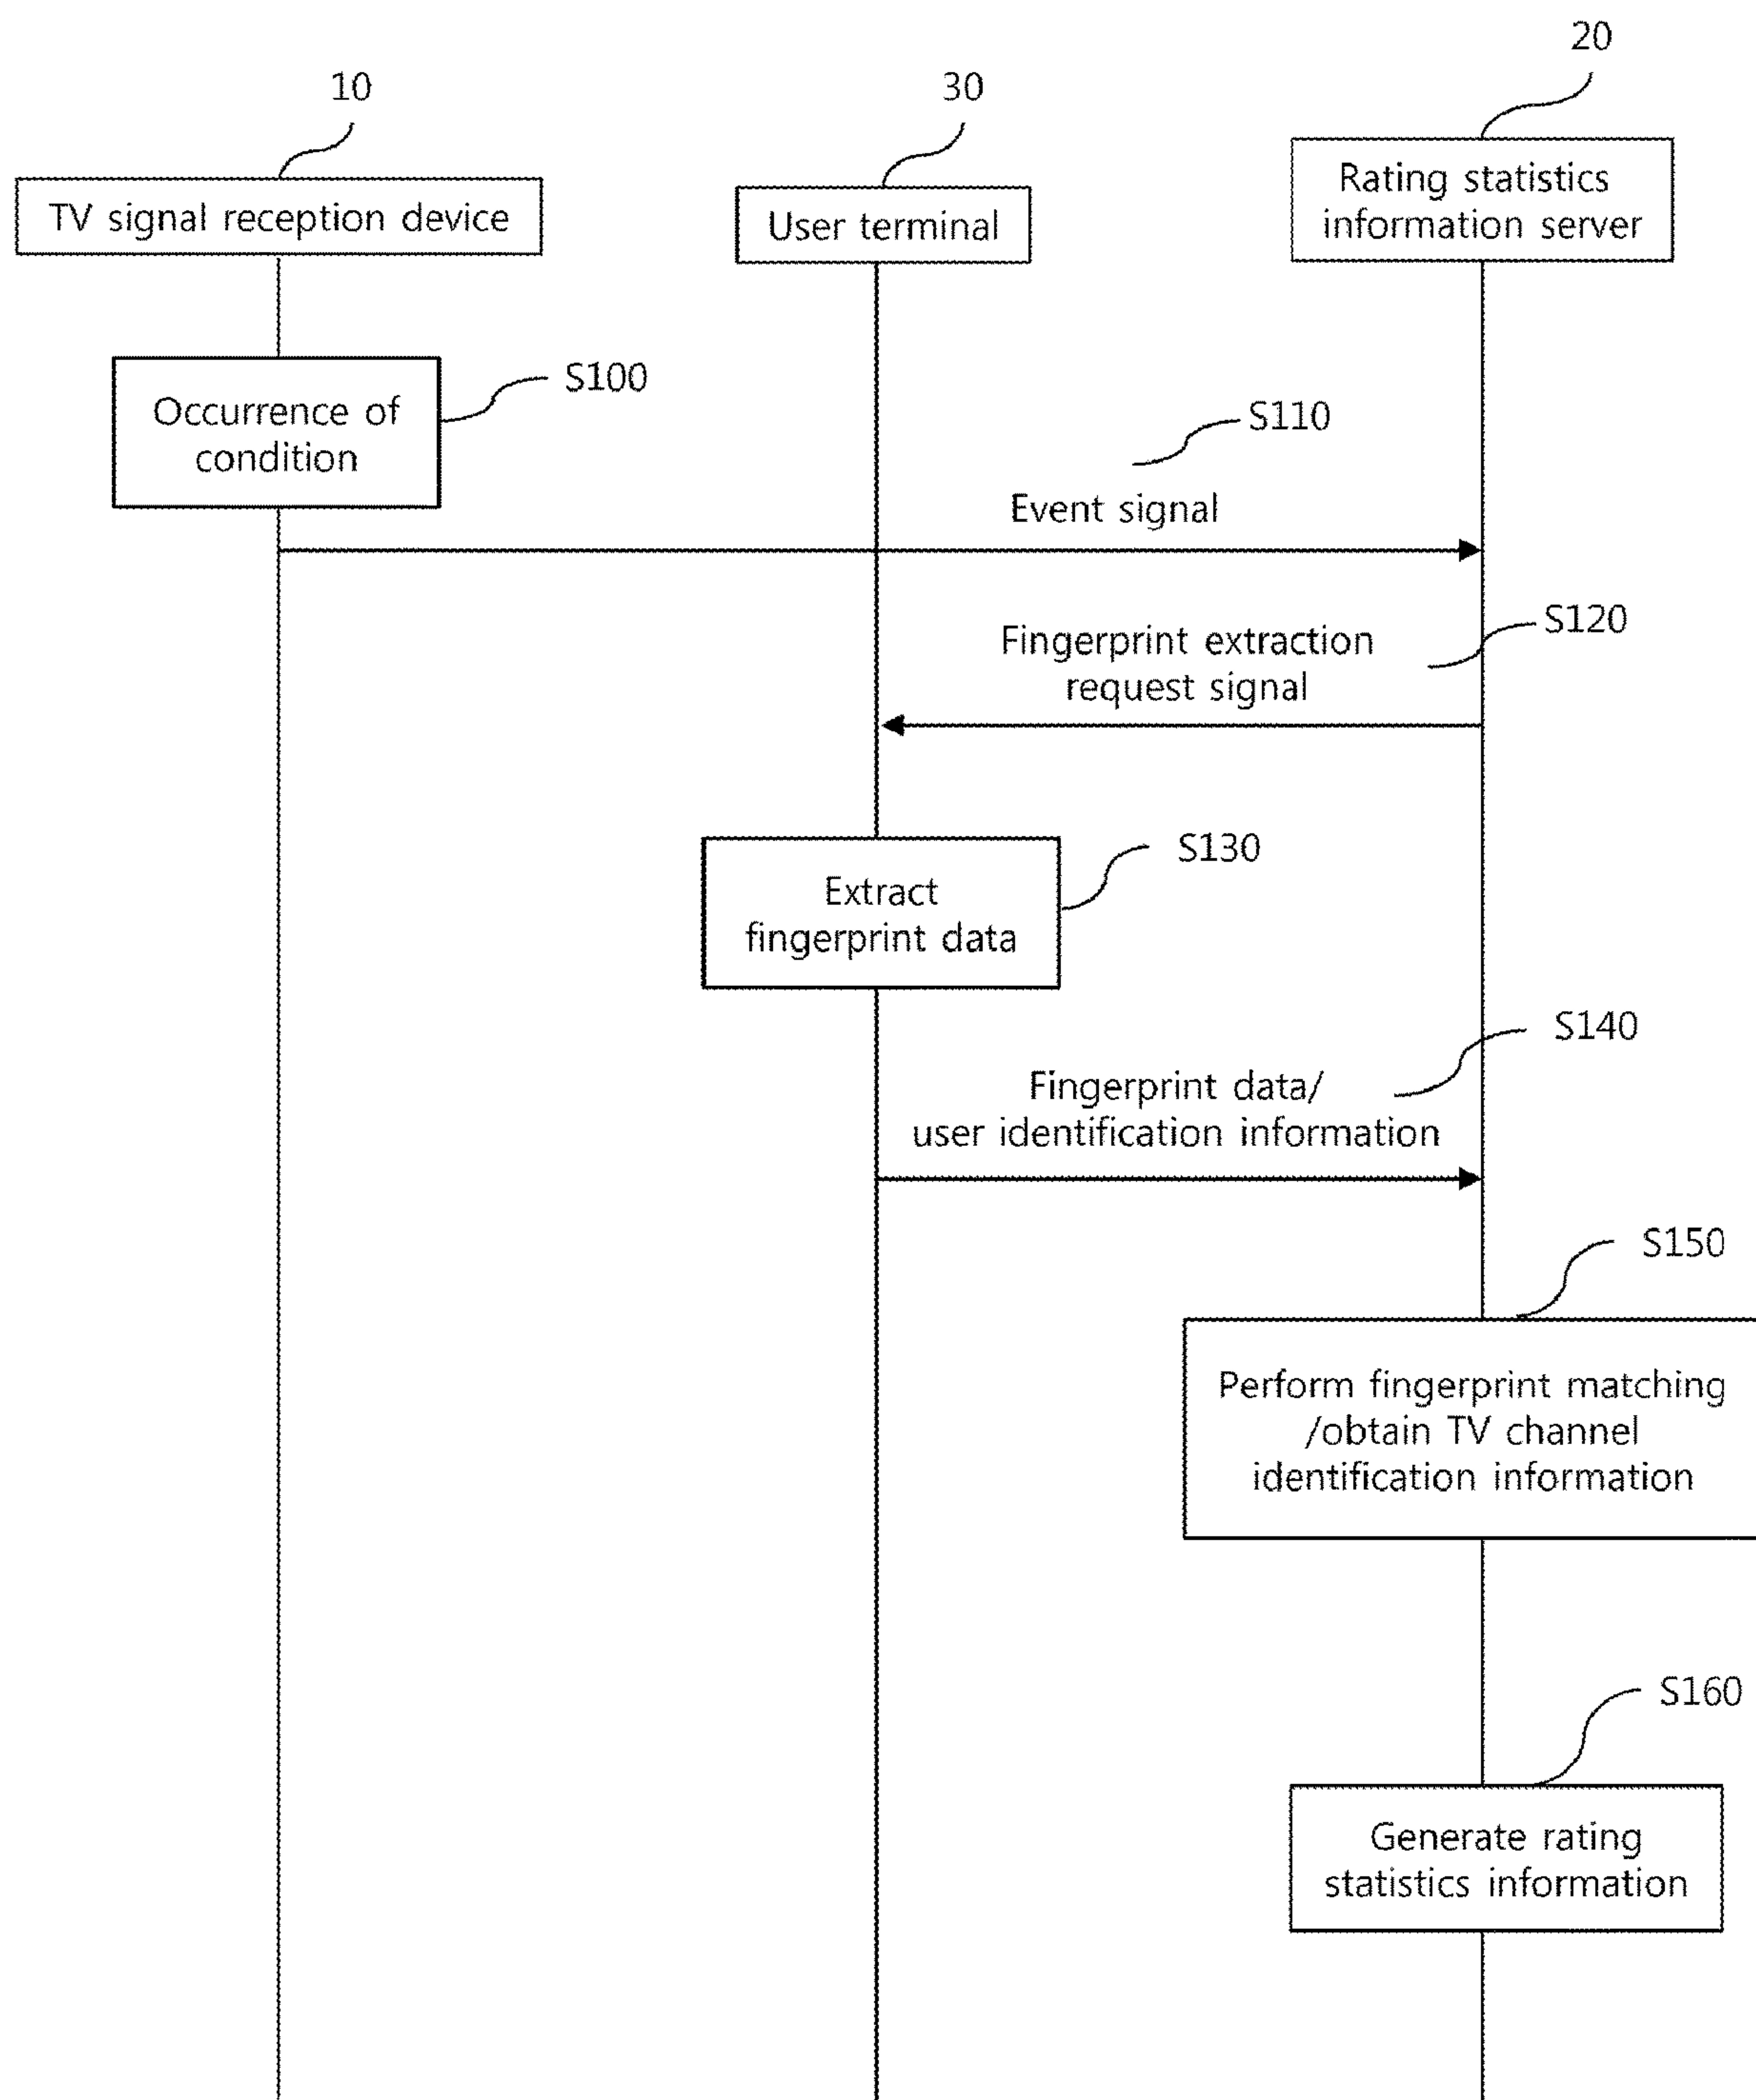 20
10
30
TV signal reception device
User terminal
Rating statistics
information server
S100
Occurrence of
condition
S110
Event signal
S120
Fingerprint extraction
request signal
S130
Extract
fingerprint data
S140
Fingerprint data/
user identification information
S150
Perform fingerprint matching
/obtain TV channel
identification information
S160
Generate rating
statistics information